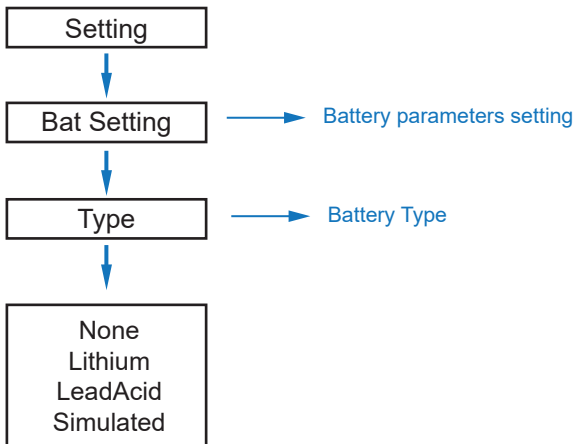 Setting
Bat Setting
Battery parameters setting
Type
Battery Type
None
Lithium
LeadAcid
Simulated